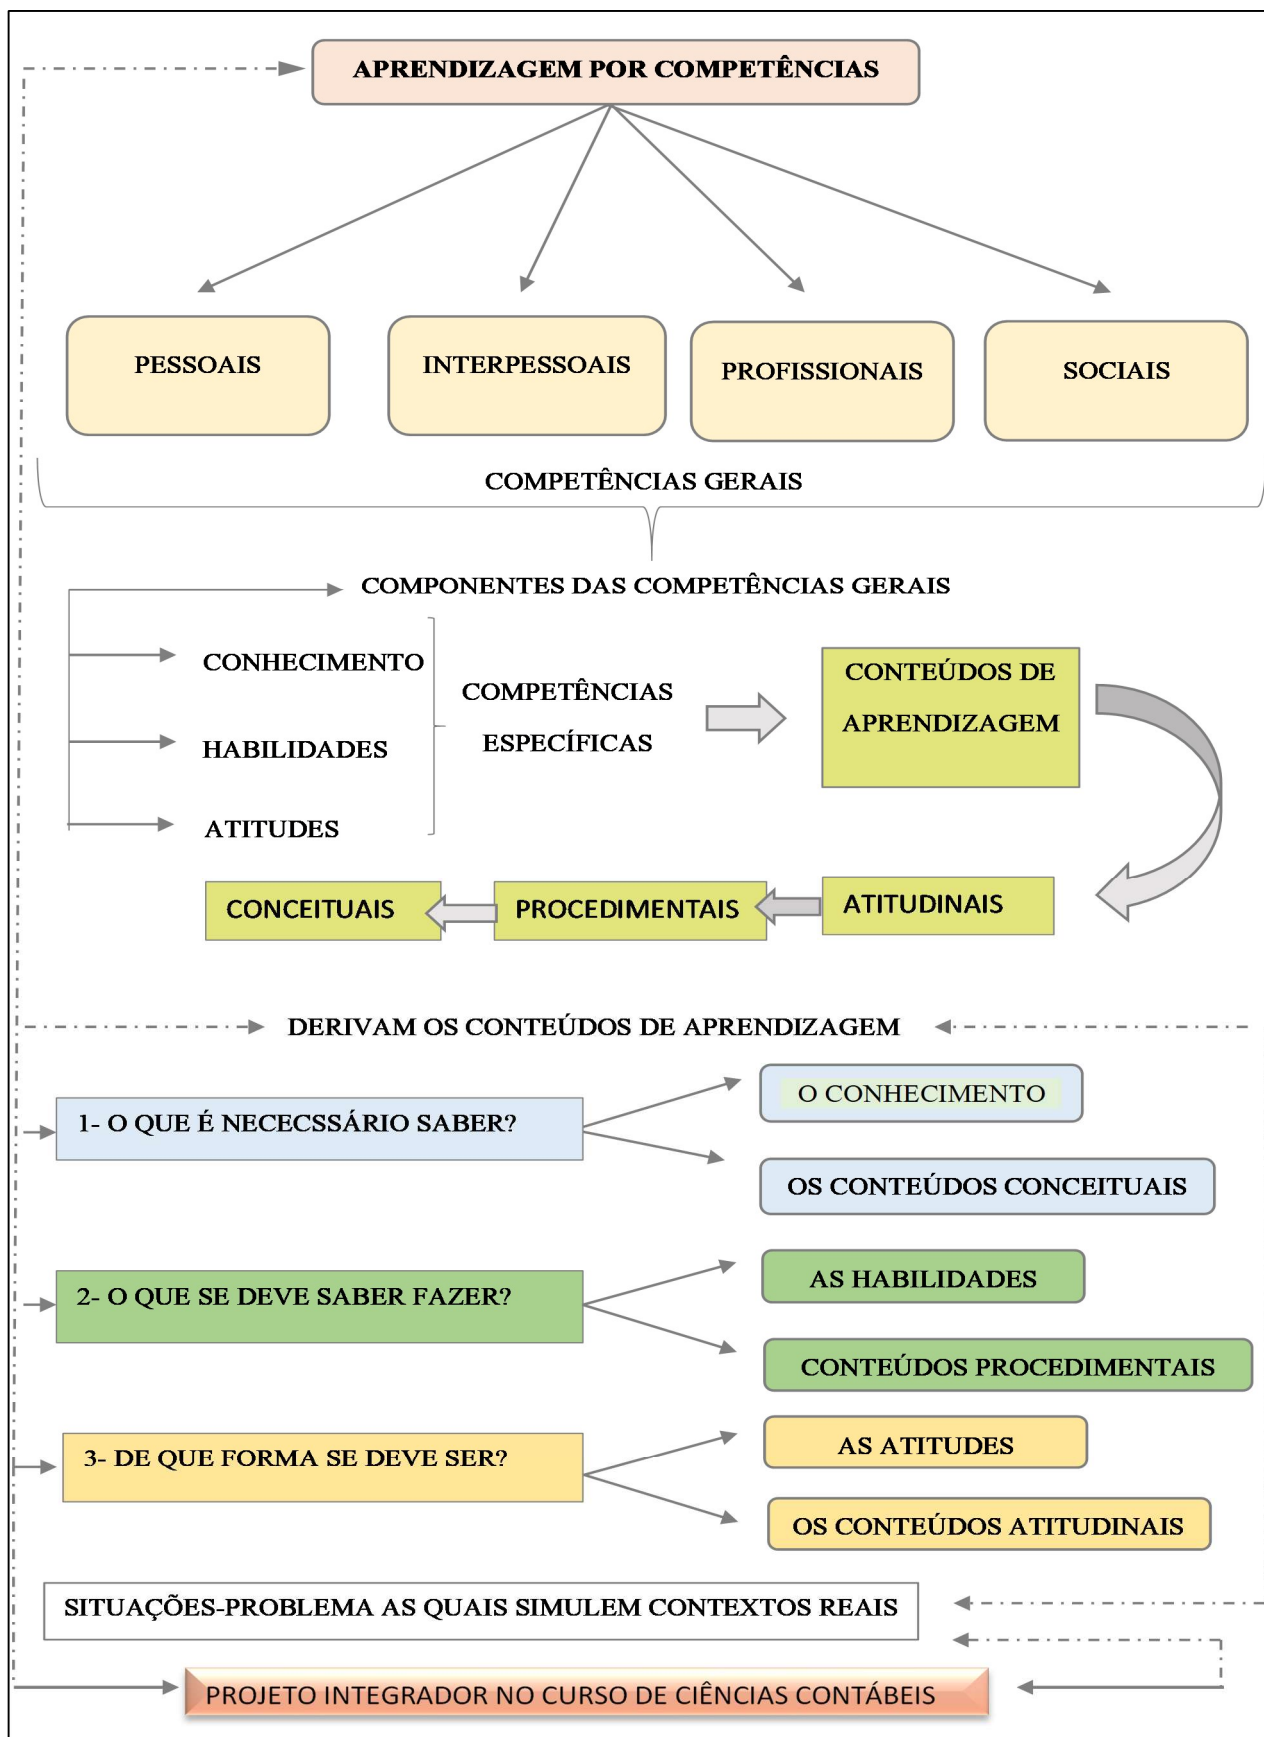 APRENDIZAGEM POR COMPETÊNCIAS
PESSOAIS
INTERPESSOAIS
PROFISSIONAIS
SOCIAIS
COMPETÊNCIAS GERAIS
COMPONENTES DAS COMPETÊNCIAS GERAIS
CONHECIMENTO
HABILIDADES
ATITUDES
COMPETÊNCIAS
ESPECÍFICAS
CONTEÚDOS DE
APRENDIZAGEM
CONCEITUAIS
PROCEDIMENTAIS
ATITUDINAIS
DERIVAM OS CONTEÚDOS DE APRENDIZAGEM
1- O QUE É NECECSSÁRIO SABER?
O CONHECIMENTO
OS CONTEÚDOS CONCEITUAIS
2- O QUE SE DEVE SABER FAZER?
AS HABILIDADES
CONTEÚDOS PROCEDIMENTAIS
3- DE QUE FORMA SE DEVE SER?
AS ATITUDES
OS CONTEÚDOS ATITUDINAIS
SITUAÇÕES-PROBLEMA AS QUAIS SIMULEM CONTEXTOS REAIS
PROJETO INTEGRADOR NO CURSO DE CIÊNCIAS CONTÁBEIS